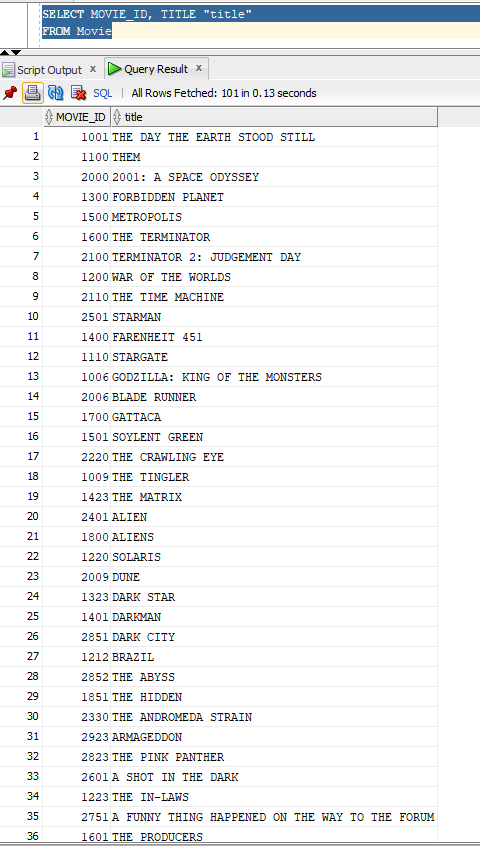 SELECT MOVIE_ID, TITLE "title"
FROM Movie
Script Output x Query Result x
SQL | All Rows Fetched: 101 in 0.13 seconds
MOVIE_ID title
1 1001 THE DAY THE EARTH STOOD STILL
2 1100 THEM
3 2000 2001: A SPACE ODYSSEY
4 1300 FORBIDDEN PLANET
5 1500 METROPOLIS
6 1600 THE TERMINATOR
7 2100 TERMINATOR 2: JUDGEMENT DAY
8 1200 WAR OF THE WORLDS
9 2110 THE TIME MACHINE
10 2501 STARMAN
11 1400 FARENHEIT 451
12 1110 STARGATE
13 1006 GODZILLA: KING OF THE MONSTERS
14 2006 BLADE RUNNER
15 1700 GATTACA
16 1501 SOYLENT GREEN
17 2220 THE CRAWLING EYE
18 1009 THE TINGLER
19 1423 THE MATRIX
20 2401 ALIEN
21 1800 ALIENS
22 1220 SOLARIS
23 2009 DUNE
24 1323 DARK STAR
25 1401 DARKMAN
26 2851 DARK CITY
27 1212 BRAZIL
28 2852 THE ABYSS
29 1851 THE HIDDEN
30 2330 THE ANDROMEDA STRAIN
31 2923 ARMAGEDDON
32 2823 THE PINK PANTHER
33 2601 A SHOT IN THE DARK
34 1223 THE IN-LAWS
35 2751 A FUNNY THING HAPPENED ON THE WAY TO THE FORUM
36 1601 THE PRODUCERS